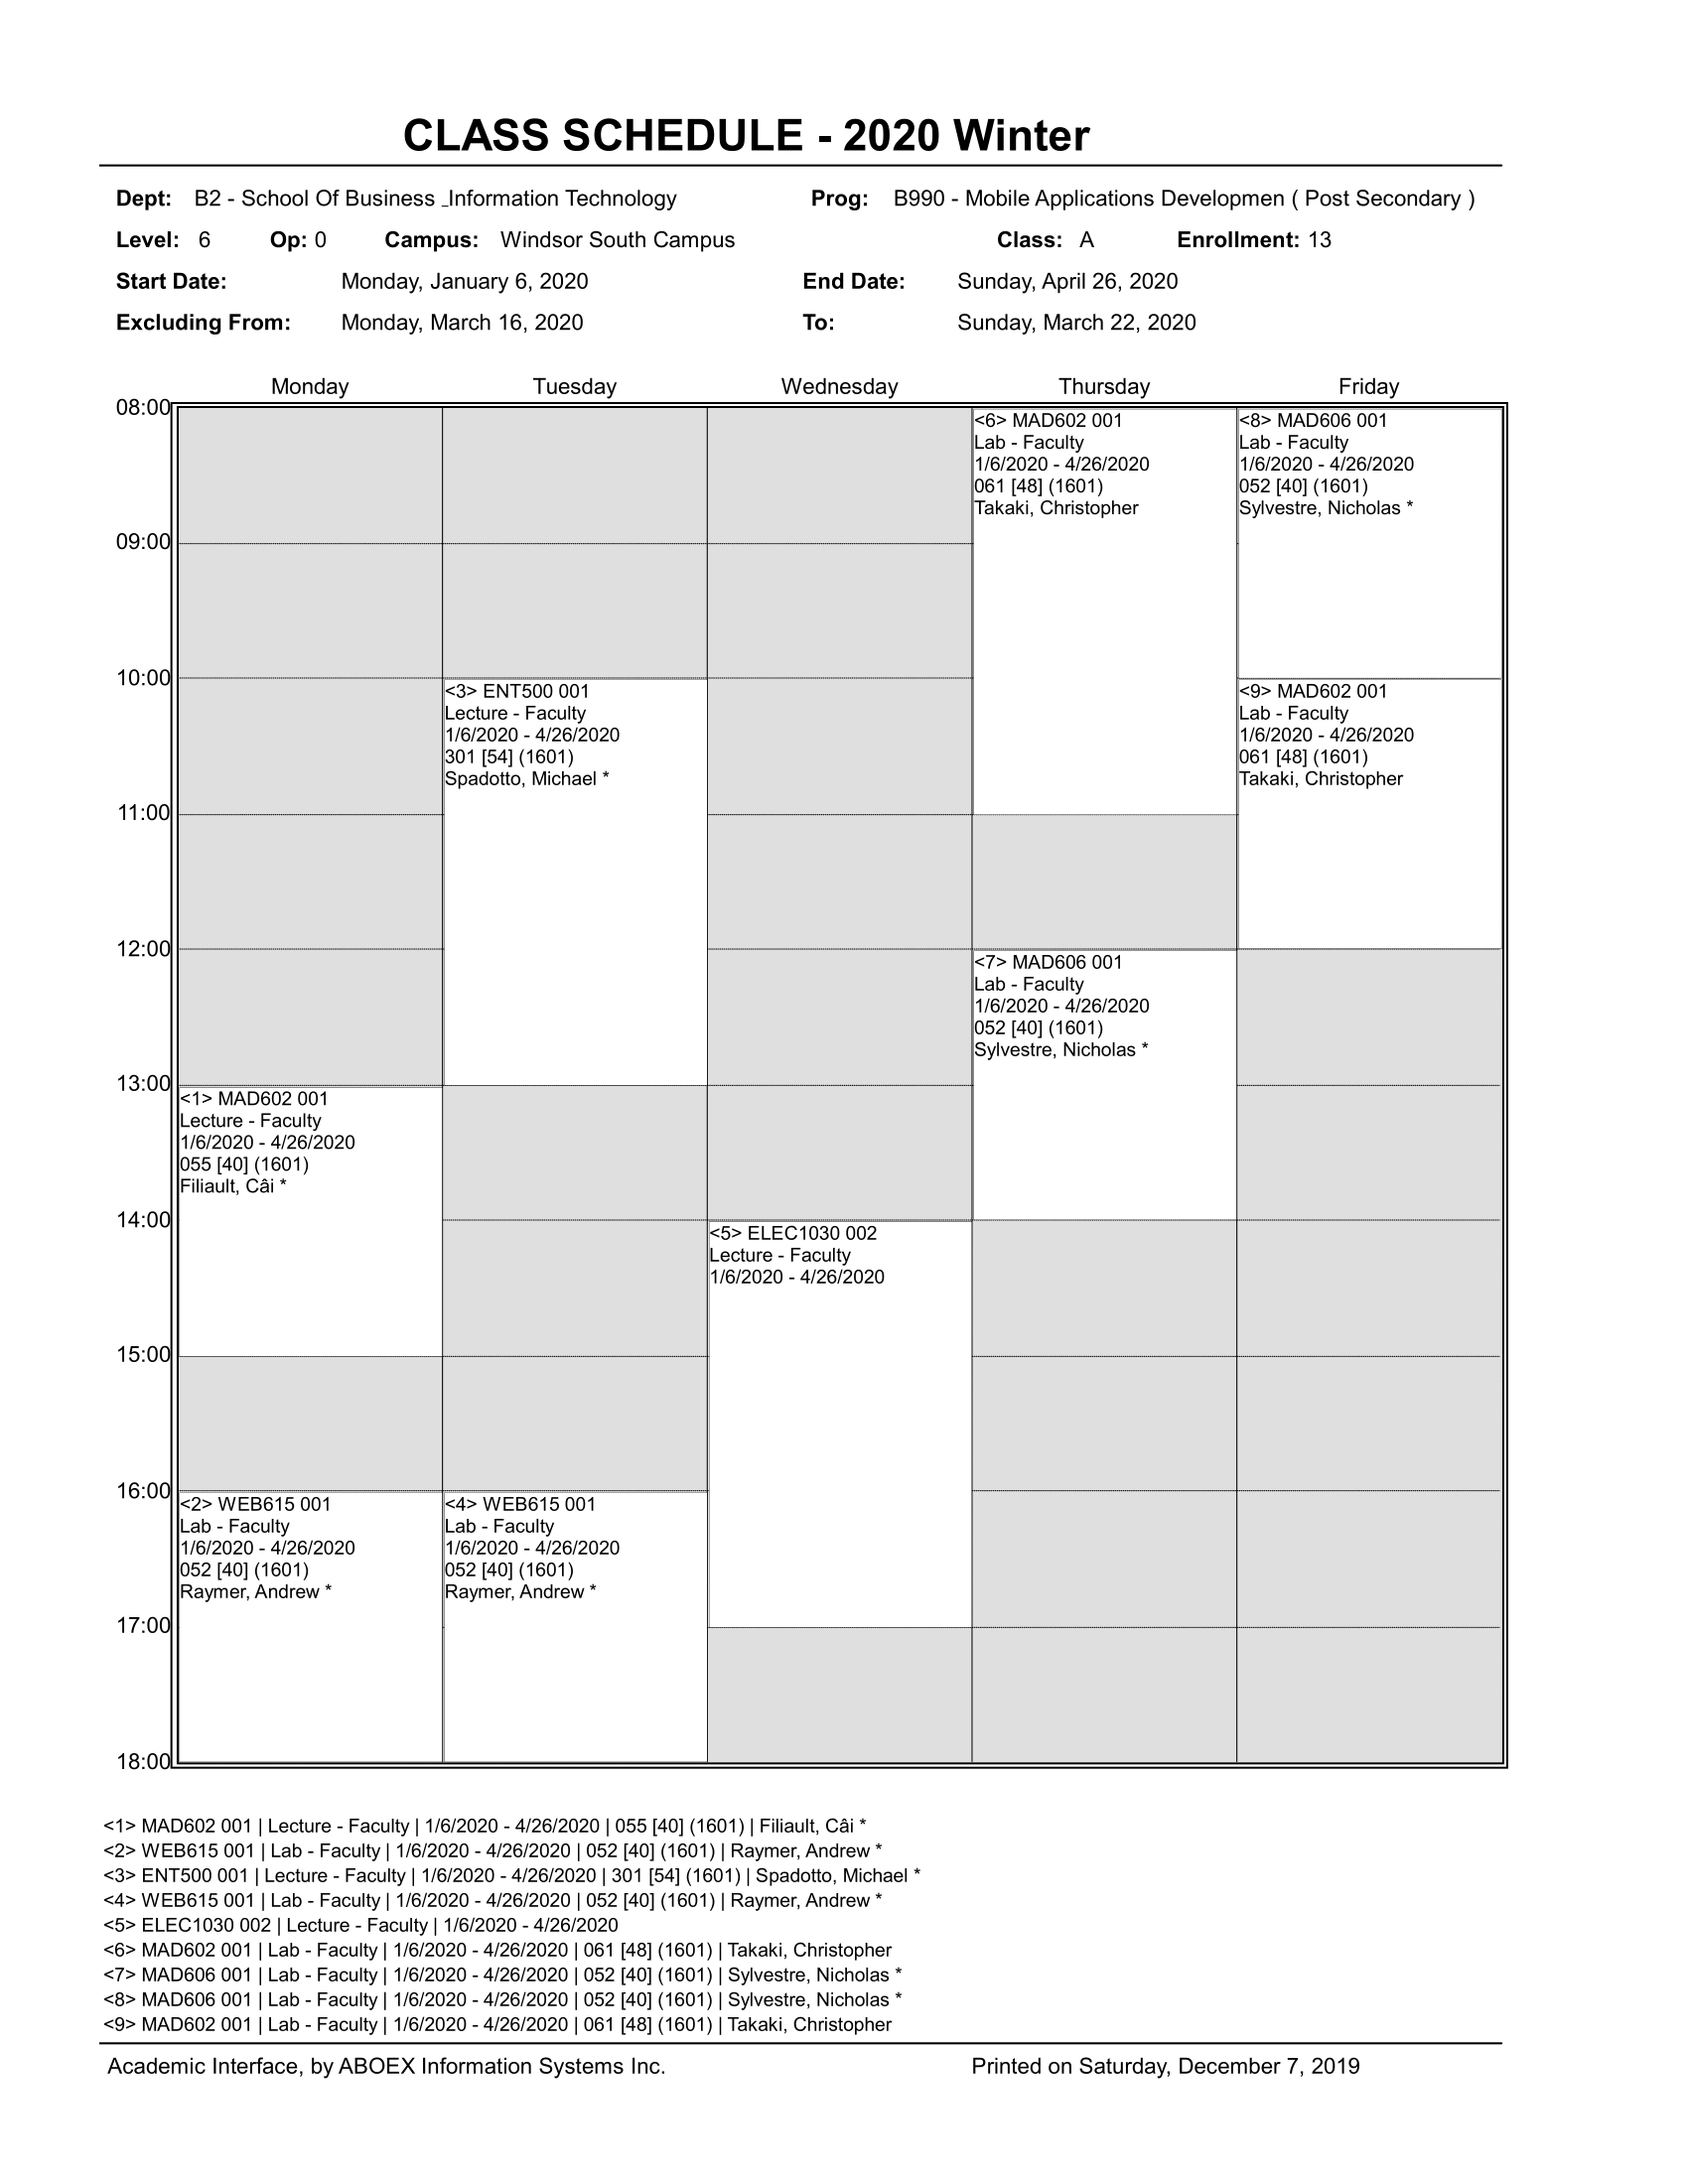 CLASS SCHEDULE - 2020 Winter
Dept: B2 - School Of Business _Information Technology Prog: B990 - Mobile Applications Developmen ( Post Secondary )
Level: 6 Op: 0 Campus: Windsor South Campus Class: A Enrollment: 13
Start Date: Monday, January 6, 2020 End Date: Sunday, April 26, 2020
Excluding From: Monday, March 16, 2020 To: Sunday, March 22, 2020
Monday Tuesday Wednesday Thursday Friday
08:00
<6> MAD602 001
Lab - Faculty
1/6/2020 - 4/26/2020
061 [48] (1601)
Takaki, Christopher
<8> MAD606 001
Lab - Faculty
1/6/2020 - 4/26/2020
052 [40] (1601)
Sylvestre, Nicholas *
09:00
10:00
<3> ENT500 001
Lecture - Faculty
1/6/2020 - 4/26/2020
301 [54] (1601)
Spadotto, Michael *
<9> MAD602 001
Lab - Faculty
1/6/2020 - 4/26/2020
061 [48] (1601)
Takaki, Christopher
11:00
12:00
<7> MAD606 001
Lab - Faculty
1/6/2020 - 4/26/2020
052 [40] (1601)
Sylvestre, Nicholas *
13:00
<1> MAD602 001
Lecture - Faculty
1/6/2020 - 4/26/2020
055 [40] (1601)
Filiault, Câi *
14:00
<5> ELEC1030 002
Lecture - Faculty
1/6/2020 - 4/26/2020
15:00
16:00
<2> WEB615 001
Lab - Faculty
1/6/2020 - 4/26/2020
052 [40] (1601)
Raymer, Andrew *
<4> WEB615 001
Lab - Faculty
1/6/2020 - 4/26/2020
052 [40] (1601)
Raymer, Andrew *
17:00
18:00
<1> MAD602 001 | Lecture - Faculty | 1/6/2020 - 4/26/2020 | 055 [40] (1601) | Filiault, Câi *
<2> WEB615 001 | Lab - Faculty | 1/6/2020 - 4/26/2020 | 052 [40] (1601) | Raymer, Andrew *
<3> ENT500 001 | Lecture - Faculty | 1/6/2020 - 4/26/2020 | 301 [54] (1601) | Spadotto, Michael *
<4> WEB615 001 | Lab - Faculty | 1/6/2020 - 4/26/2020 | 052 [40] (1601) | Raymer, Andrew *
<5> ELEC1030 002 | Lecture - Faculty | 1/6/2020 - 4/26/2020
<6> MAD602 001 | Lab - Faculty | 1/6/2020 - 4/26/2020 | 061 [48] (1601) | Takaki, Christopher
<7> MAD606 001 | Lab - Faculty | 1/6/2020 - 4/26/2020 | 052 [40] (1601) | Sylvestre, Nicholas *
<8> MAD606 001 | Lab - Faculty | 1/6/2020 - 4/26/2020 | 052 [40] (1601) | Sylvestre, Nicholas *
<9> MAD602 001 | Lab - Faculty | 1/6/2020 - 4/26/2020 | 061 [48] (1601) | Takaki, Christopher
Academic Interface, by ABOEX Information Systems Inc. Printed on Saturday, December 7, 2019